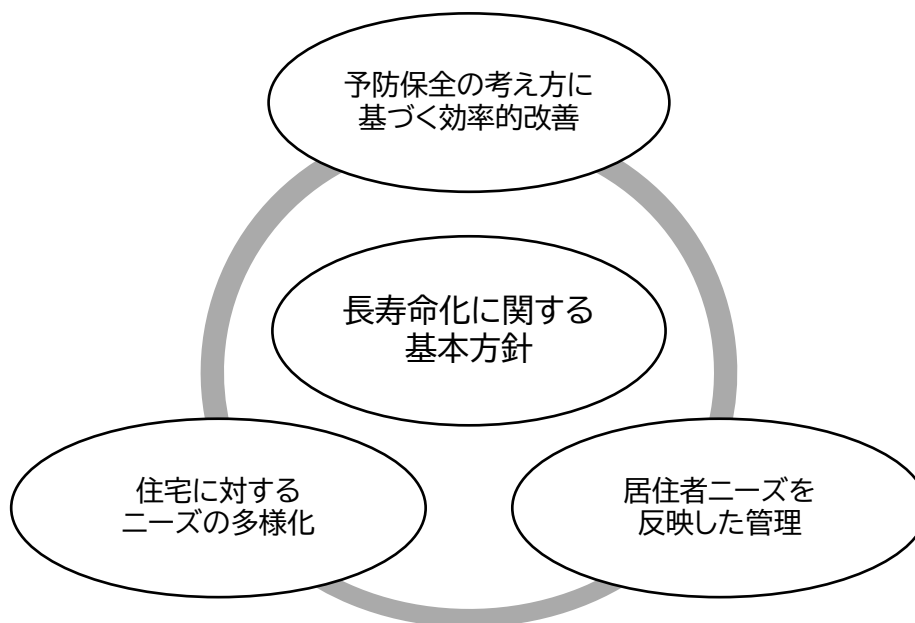 予防保全の考え方に
基づく効率的改善
長寿命化に関する
基本方針
住宅に対する
ニーズの多様化
居住者ニーズを
反映した管理